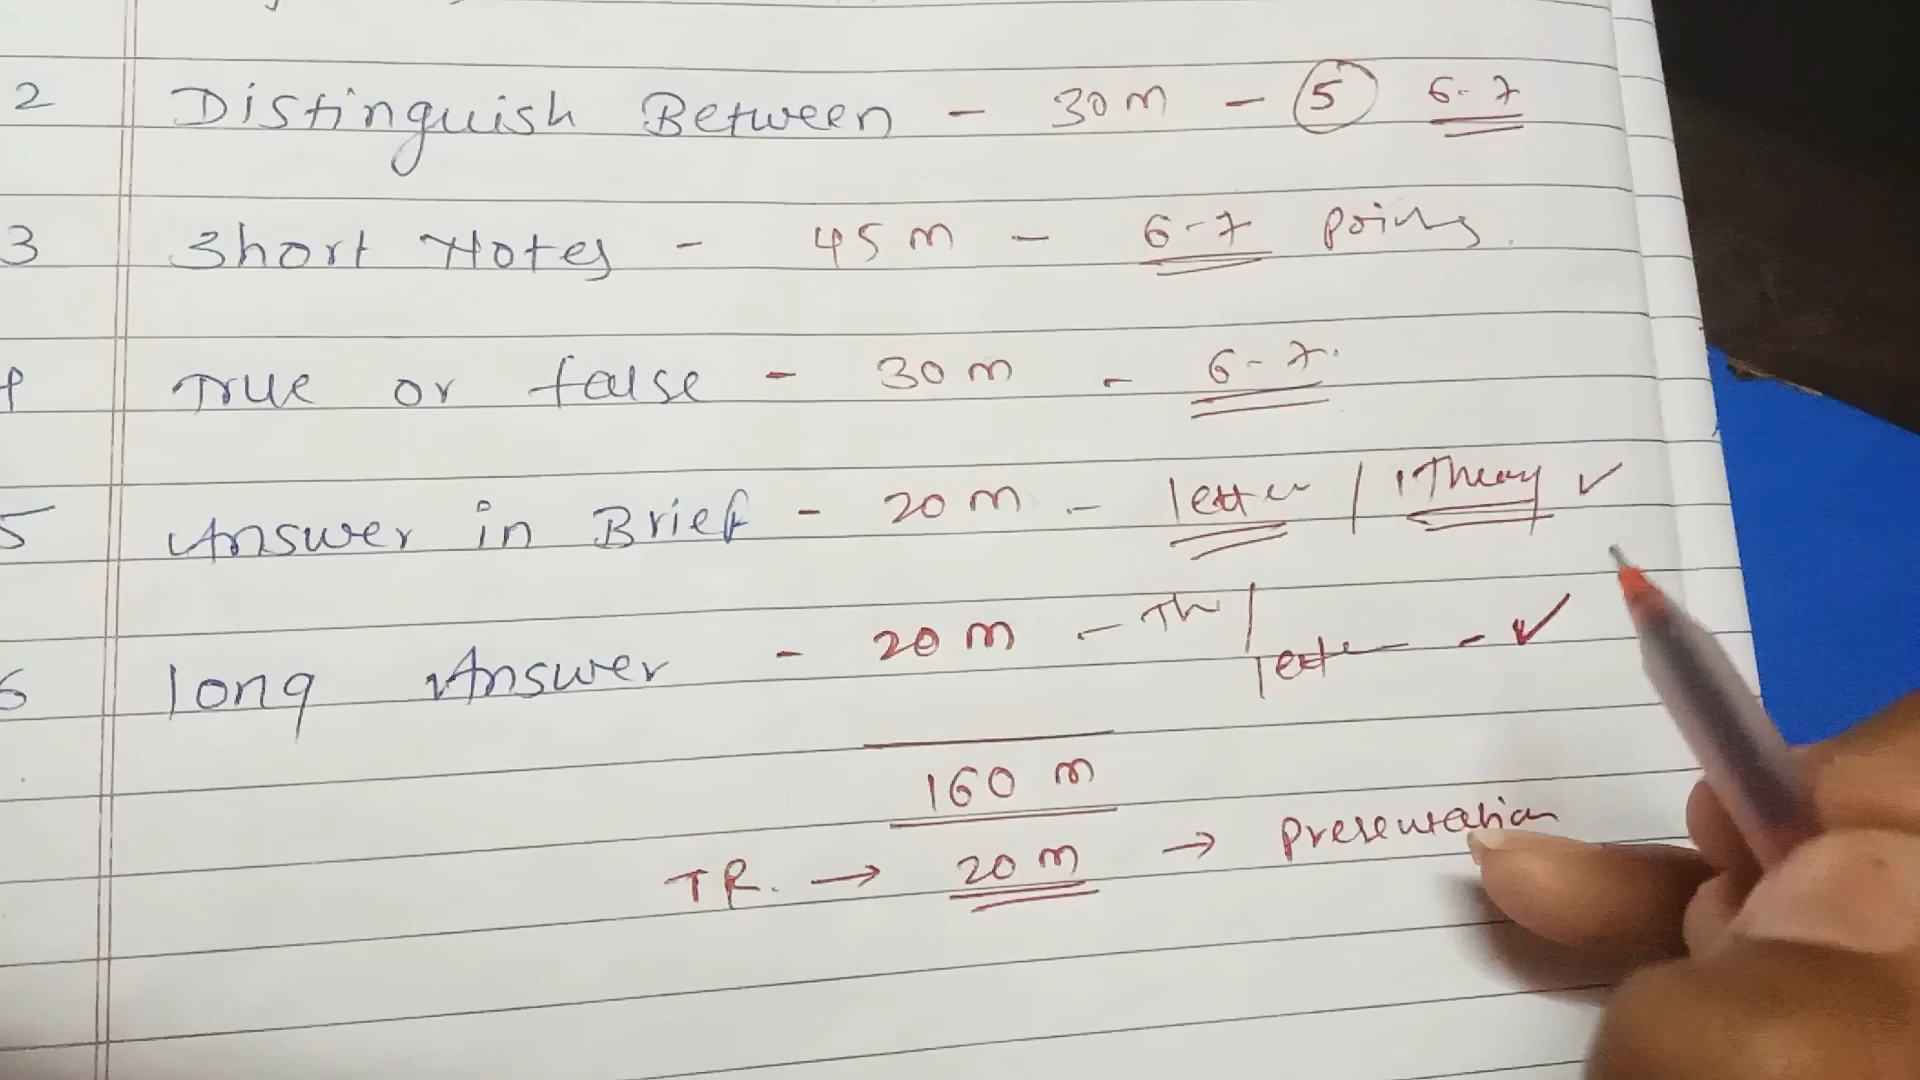 2 Distinguish Between - 30 m - 5 6-7
3 Short Notes - 45 m - 6-7 points
True or false - 30 m - 6-7.
5 Answer in Brief - 20 m - letter / Theory ✓
6 long Answer - 20 m - Th / letter - ✓
160 m
TR. → 20 m → presentation